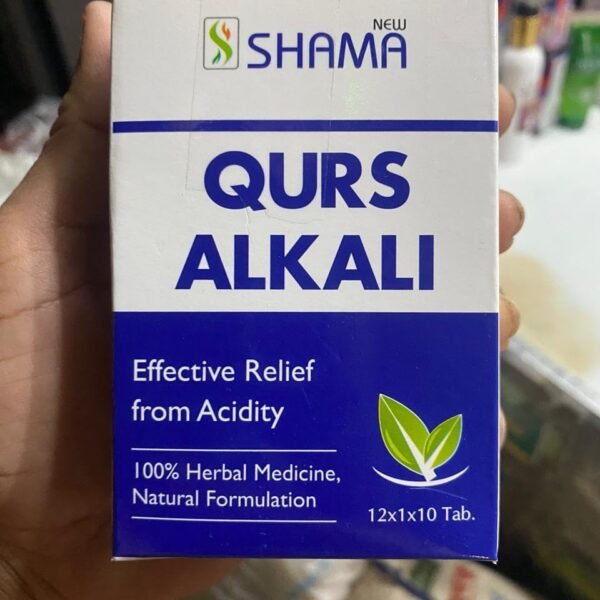 NEW
SHAMA
QURS
ALKALI
Effective Relief
from Acidity
100% Herbal Medicine,
Natural Formulation
12x1x10 Tab.